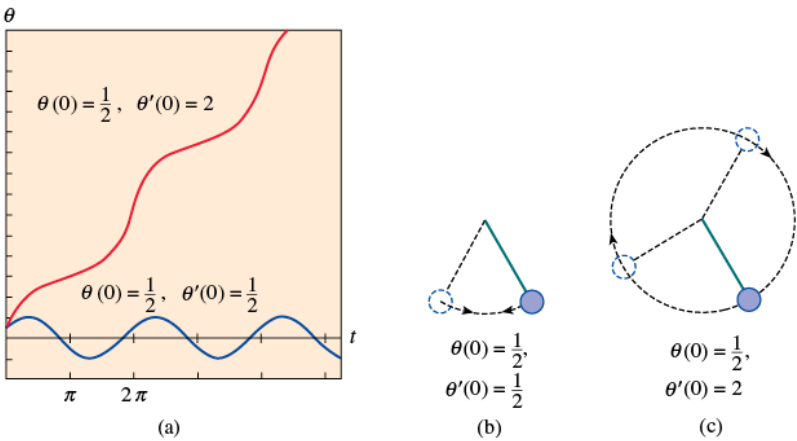 θ
θ(0) = 1/2, θ′(0) = 2
θ(0) = 1/2, θ′(0) = 1/2
t
π 2π
(a)
θ(0) = 1/2,
θ′(0) = 1/2
(b)
θ(0) = 1/2,
θ′(0) = 2
(c)